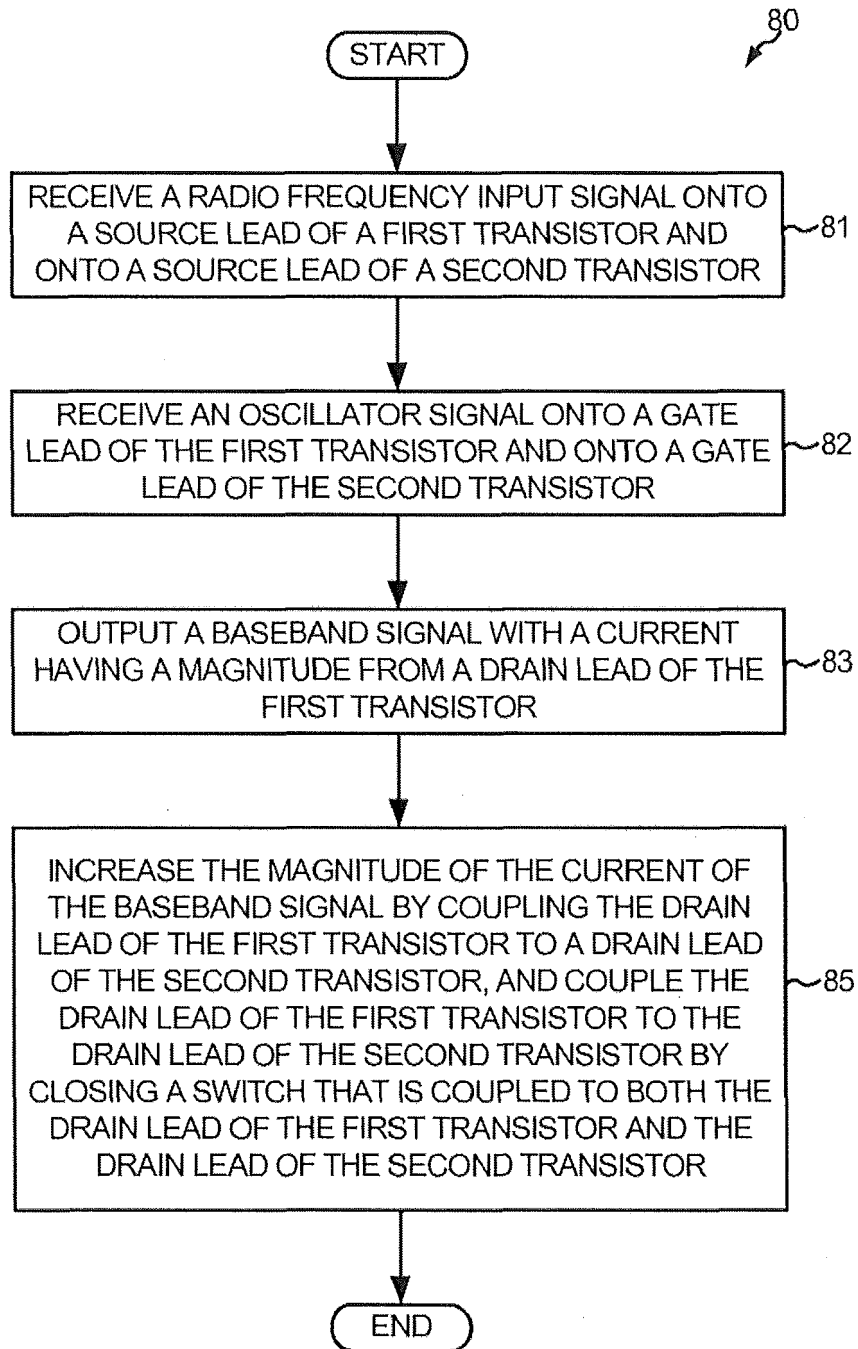 80
START
RECEIVE A RADIO FREQUENCY INPUT SIGNAL ONTO
A SOURCE LEAD OF A FIRST TRANSISTOR AND
ONTO A SOURCE LEAD OF A SECOND TRANSISTOR
81
RECEIVE AN OSCILLATOR SIGNAL ONTO A GATE
LEAD OF THE FIRST TRANSISTOR AND ONTO A GATE
LEAD OF THE SECOND TRANSISTOR
82
OUTPUT A BASEBAND SIGNAL WITH A CURRENT
HAVING A MAGNITUDE FROM A DRAIN LEAD OF THE
FIRST TRANSISTOR
83
INCREASE THE MAGNITUDE OF THE CURRENT OF
THE BASEBAND SIGNAL BY COUPLING THE DRAIN
LEAD OF THE FIRST TRANSISTOR TO A DRAIN LEAD
OF THE SECOND TRANSISTOR, AND COUPLE THE
DRAIN LEAD OF THE FIRST TRANSISTOR TO THE
DRAIN LEAD OF THE SECOND TRANSISTOR BY
CLOSING A SWITCH THAT IS COUPLED TO BOTH THE
DRAIN LEAD OF THE FIRST TRANSISTOR AND THE
DRAIN LEAD OF THE SECOND TRANSISTOR
85
END